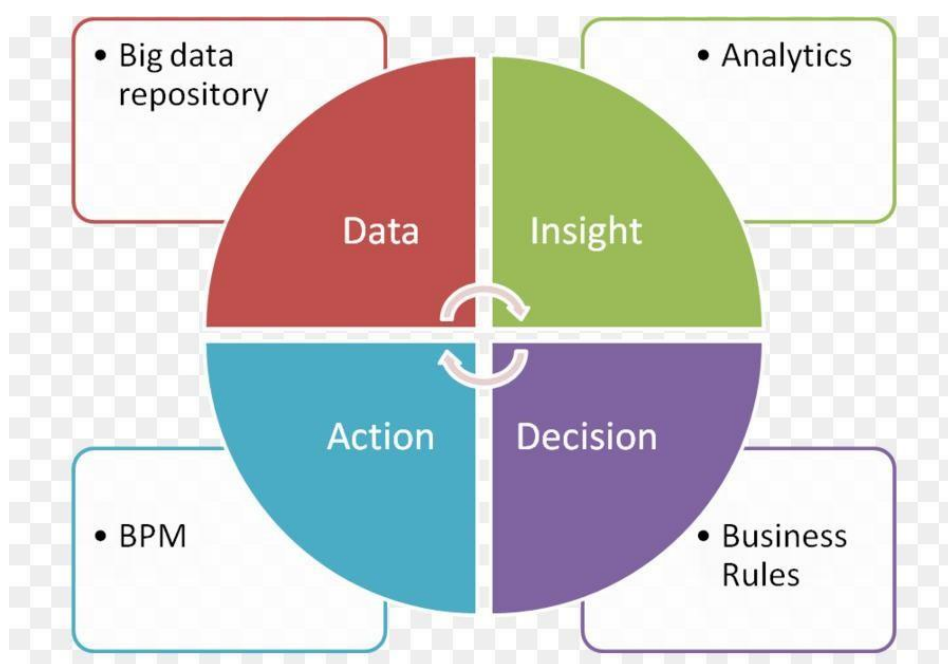 • Big data
repository
• Analytics
Data
Insight
Action
Decision
• BPM
• Business
Rules